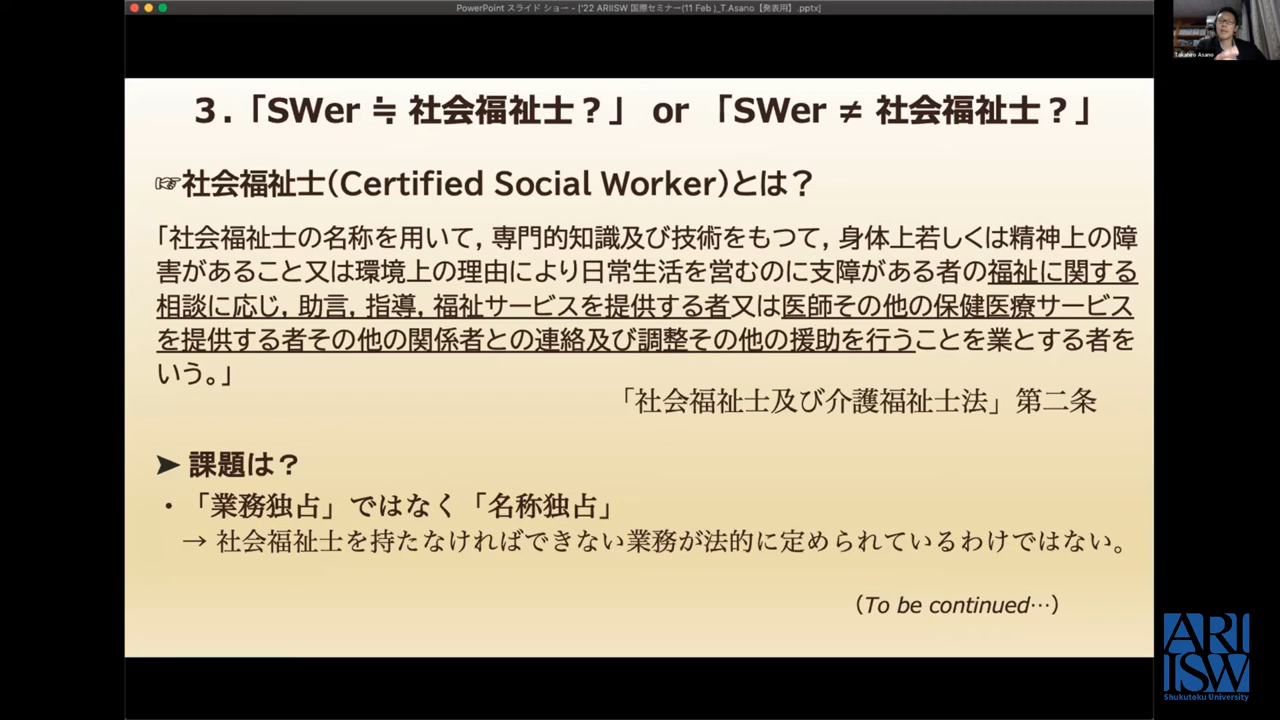 PowerPoint スライド ショー - ['22 ARIISW 国際セミナー(11 Feb )_T.Asano【発表用】.pptx]
Takahiro Asano
3.「SWer ≒ 社会福祉士?」 or 「SWer ≠ 社会福祉士?」
☞社会福祉士(Certified Social Worker)とは?
「社会福祉士の名称を用いて, 専門的知識及び技術をもつて, 身体上若しくは精神上の障
害があること又は環境上の理由により日常生活を営むのに支障がある者の福祉に関する
相談に応じ, 助言, 指導, 福祉サービスを提供する者又は医師その他の保健医療サービス
を提供する者その他の関係者との連絡及び調整その他の援助を行うことを業とする者を
いう。」
「社会福祉士及び介護福祉士法」第二条
➤ 課題は?
・「業務独占」ではなく「名称独占」
→ 社会福祉士を持たなければできない業務が法的に定められているわけではない。
(To be continued…)
ARI
ISW
Shukutoku University